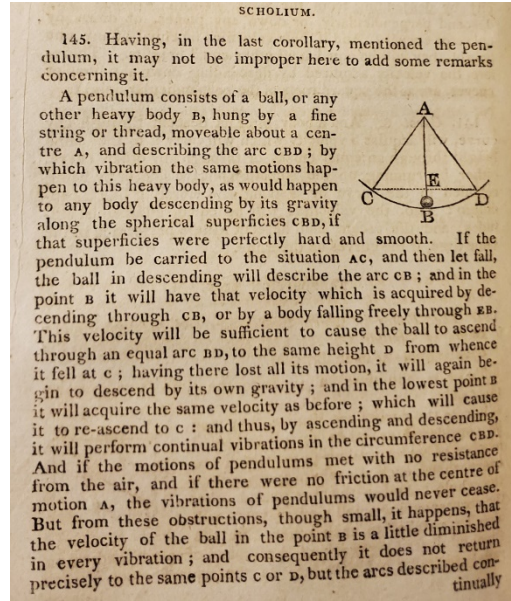 SCHOLIUM.
145. Having, in the last corollary, mentioned the pen-
dulum, it may not be improper here to add some remarks
concerning it.
A pendulum consists of a ball, or any
other heavy body B, hung by a fine
string or thread, moveable about a cen-
tre A, and describing the arc CBD; by
which vibration the same motions hap-
pen to this heavy body, as would happen
to any body descending by its gravity
along the spherical superficies CBD, if
that superficies were perfectly hard and smooth. If the
pendulum be carried to the situation AC, and then let fall,
the ball in descending will describe the arc CB; and in the
point B it will have that velocity which is acquired by de-
cending through CB, or by a body falling freely through EB.
This velocity will be sufficient to cause the ball to ascend
through an equal arc BD, to the same height D from whence
it fell at C; having there lost all its motion, it will again be-
gin to descend by its own gravity; and in the lowest point B
it will acquire the same velocity as before; which will cause
it to re-ascend to C: and thus, by ascending and descending,
it will perform continual vibrations in the circumference CBD.
And if the motions of pendulums met with no resistance
from the air, and if there were no friction at the centre of
motion A, the vibrations of pendulums would never cease.
But from these obstructions, though small, it happens, that
the velocity of the ball in the point B is a little diminished
in every vibration; and consequently it does not return
precisely to the same points C or D, but the arcs described con-
tinually
A
E
C
D
B